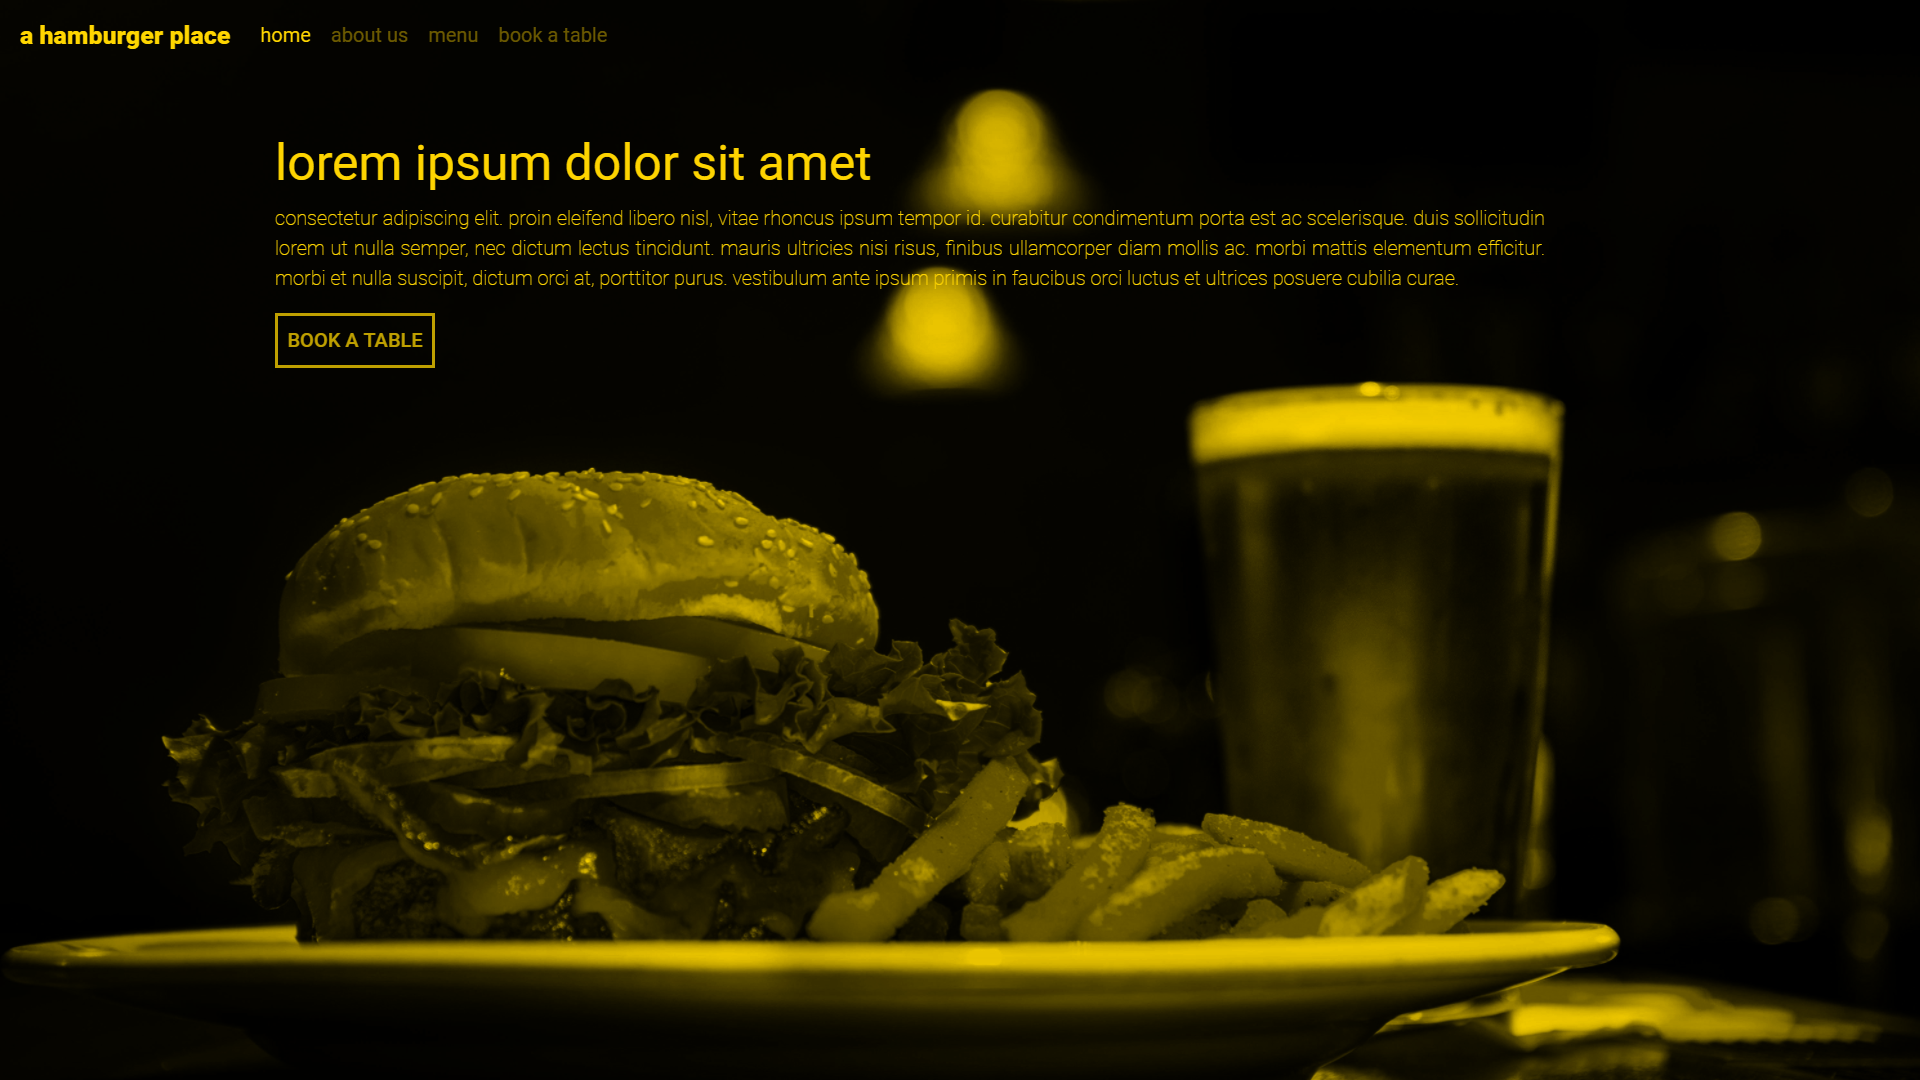 a hamburger place home about us menu book a table
lorem ipsum dolor sit amet
consectetur adipiscing elit. proin eleifend libero nisl, vitae rhoncus ipsum tempor id. curabitur condimentum porta est ac scelerisque. duis sollicitudin
lorem ut nulla semper, nec dictum lectus tincidunt. mauris ultricies nisi risus, finibus ullamcorper diam mollis ac. morbi mattis elementum efficitur.
morbi et nulla suscipit, dictum orci at, porttitor purus. vestibulum ante ipsum primis in faucibus orci luctus et ultrices posuere cubilia curae.
BOOK A TABLE